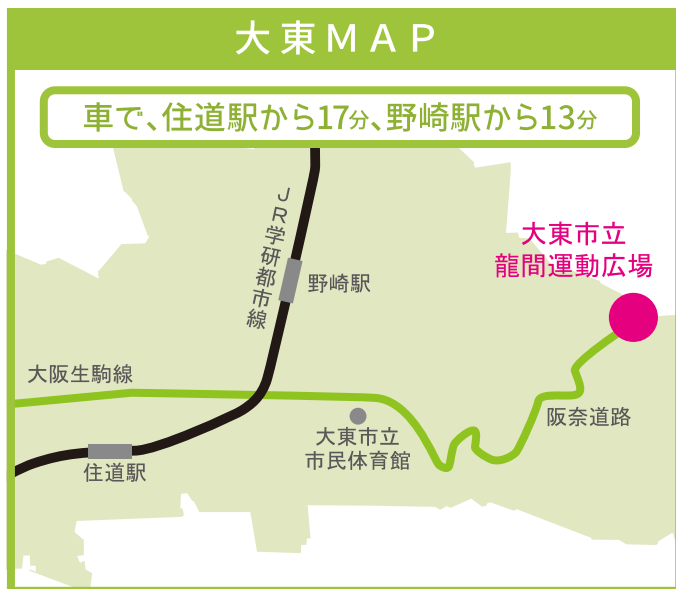 大東MAP
車で、住道駅から17分、野崎駅から13分
JR学研都市線
大東市立
龍間運動広場
野崎駅
大阪生駒線
阪奈道路
大東市立
市民体育館
住道駅